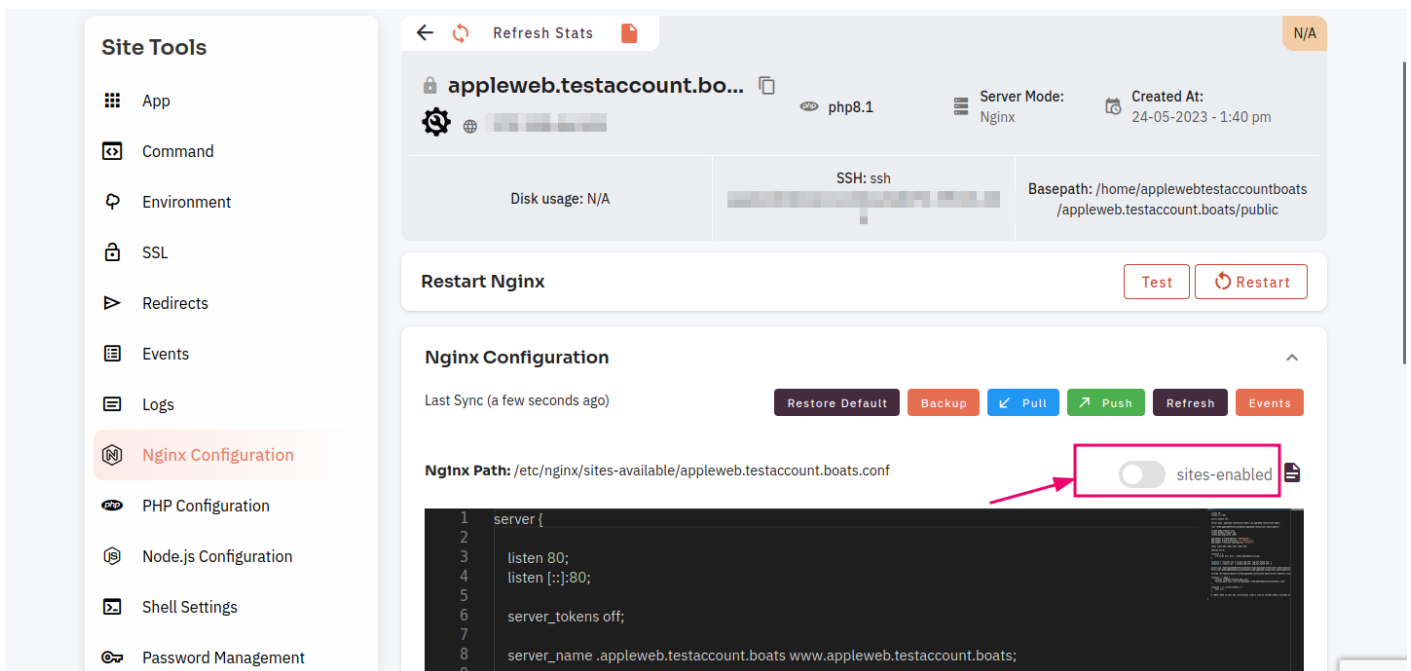 Site Tools
App
Command
Environment
SSL
Redirects
Events
Logs
Nginx Configuration
php PHP Configuration
Node.js Configuration
Shell Settings
Password Management
Refresh Stats
N/A
appleweb.testaccount.bo...
php php8.1
Server Mode:
Nginx
Created At:
24-05-2023 - 1:40 pm
Disk usage: N/A
SSH: ssh
Basepath: /home/applewebtestaccountboats
/appleweb.testaccount.boats/public
Restart Nginx
Test
Restart
Nginx Configuration
Last Sync (a few seconds ago)
Restore Default
Backup
Pull
Push
Refresh
Events
Nginx Path: /etc/nginx/sites-available/appleweb.testaccount.boats.conf
sites-enabled
1 server {
2
3 listen 80;
4 listen [::]:80;
5
6 server_tokens off;
7
8 server_name .appleweb.testaccount.boats www.appleweb.testaccount.boats;